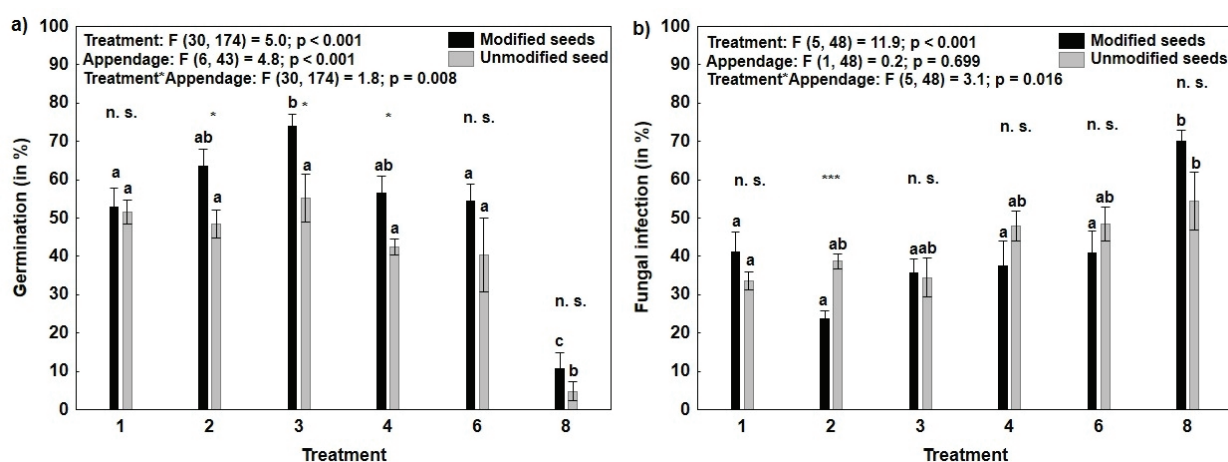 a)
Treatment: F (30, 174) = 5.0; p < 0.001
Appendage: F (6, 43) = 4.8; p < 0.001
Treatment*Appendage: F (30, 174) = 1.8; p = 0.008
Modified seeds
Unmodified seed
Germination (in %)
100
90
80
70
60
50
40
30
20
10
0
n. s. * * * n. s. n. s.
a a ab a b a ab a a a c b
1 2 3 4 6 8
Treatment
b)
Treatment: F (5, 48) = 11.9; p < 0.001
Appendage: F (1, 48) = 0.2; p = 0.699
Treatment*Appendage: F (5, 48) = 3.1; p = 0.016
Modified seeds
Unmodified seeds
Fungal infection (in %)
100
90
80
70
60
50
40
30
20
10
0
n. s. *** n. s. n. s. n. s. n. s.
a a a ab a ab a ab a ab b b
1 2 3 4 6 8
Treatment